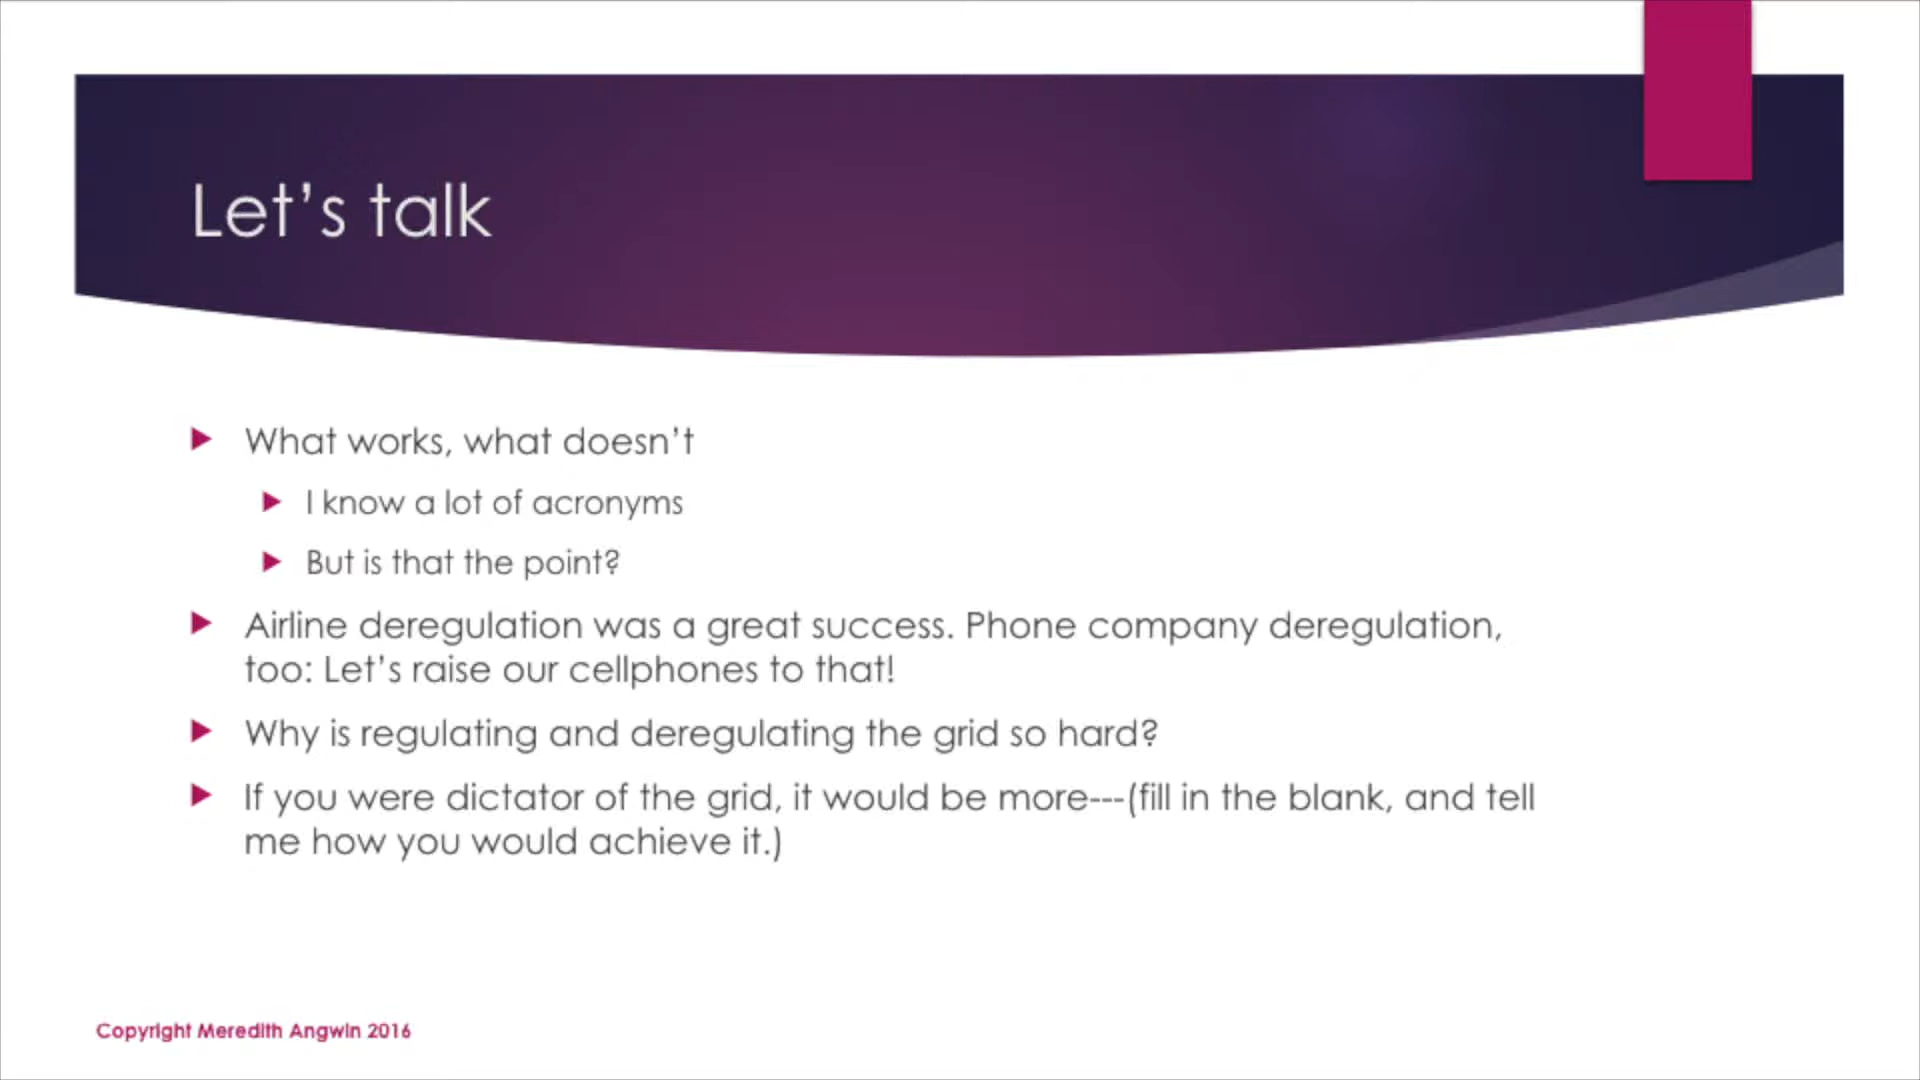 Let’s talk
What works, what doesn’t
I know a lot of acronyms
But is that the point?
Airline deregulation was a great success. Phone company deregulation,
too: Let’s raise our cellphones to that!
Why is regulating and deregulating the grid so hard?
If you were dictator of the grid, it would be more---(fill in the blank, and tell
me how you would achieve it.)
Copyright Meredith Angwin 2016